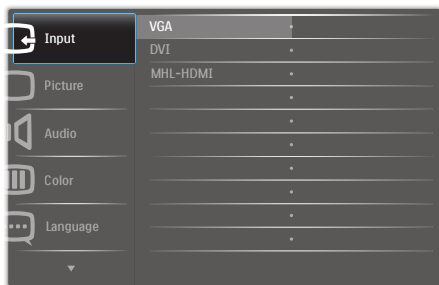 Input
Picture
Audio
Color
Language
VGA
DVI
MHL-HDMI